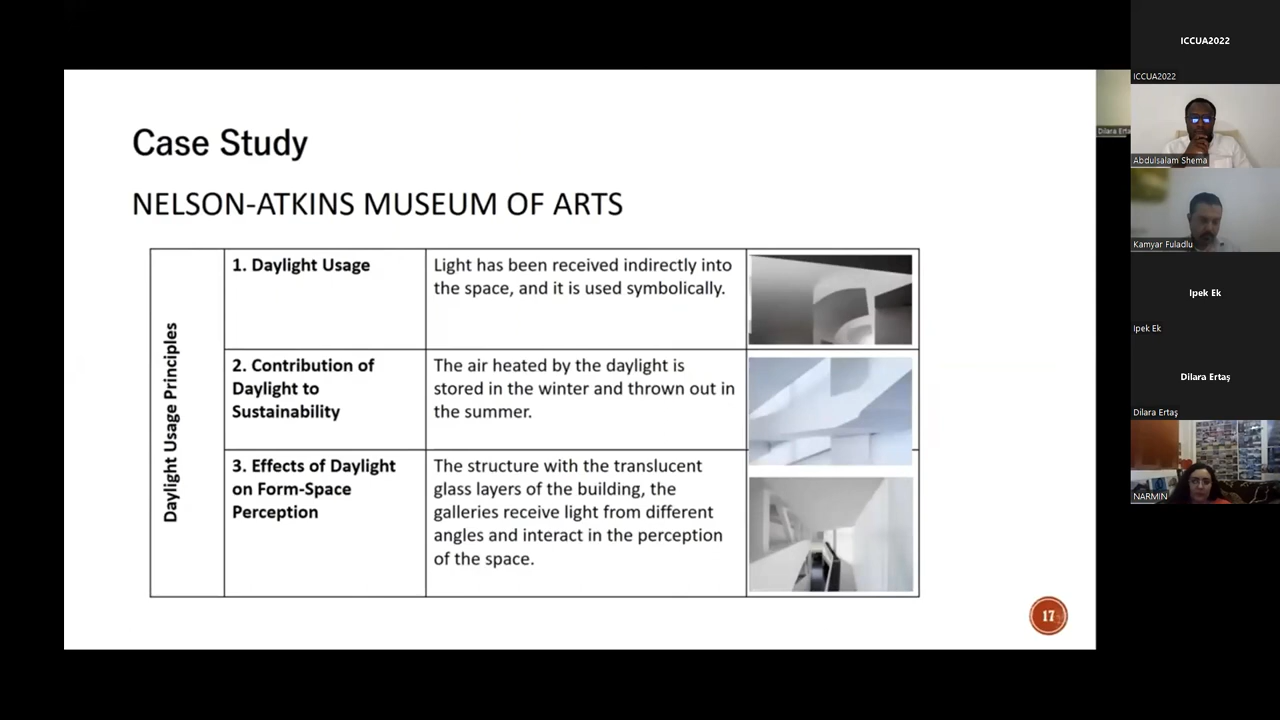 Case Study
NELSON-ATKINS MUSEUM OF ARTS
Daylight Usage Principles
1. Daylight Usage
Light has been received indirectly into
the space, and it is used symbolically.
2. Contribution of
Daylight to
Sustainability
The air heated by the daylight is
stored in the winter and thrown out in
the summer.
3. Effects of Daylight
on Form-Space
Perception
The structure with the translucent
glass layers of the building, the
galleries receive light from different
angles and interact in the perception
of the space.
17
Dilara Erta
ICCUA2022
ICCUA2022
Abdulsalam Shema
Kamyar Fuladlu
Ipek Ek
Ipek Ek
Dilara Ertaş
Dilara Ertaş
NARMIN